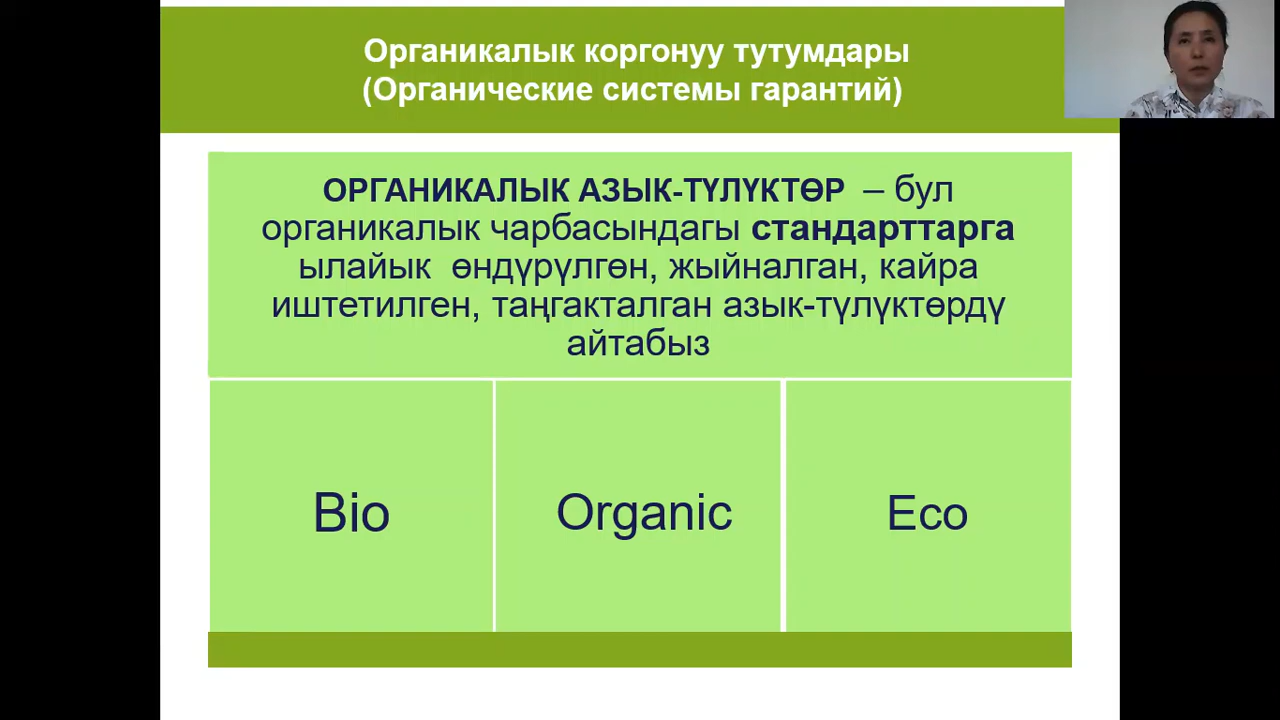 Органикалык коргонуу тутумдары
(Органические системы гарантий)
ОРГАНИКАЛЫК АЗЫК-ТҮЛҮКТӨР – бул
органикалык чарбасындагы стандарттарга
ылайык өндүрүлгөн, жыйналган, кайра
иштетилген, таңгакталган азык-түлүктөрдү
айтабыз
Bio
Organic
Eco